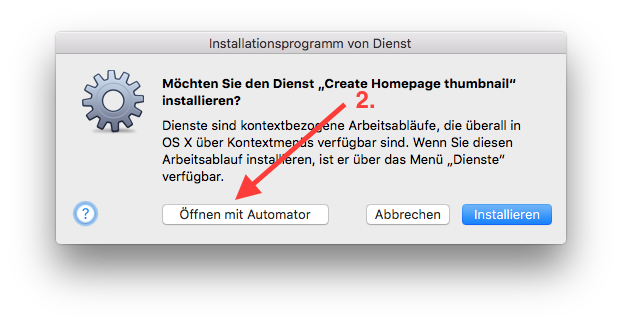 Installationsprogramm von Dienst
Möchten Sie den Dienst „Create Homepage thumbnail“
installieren?
2.
Dienste sind kontextbezogene Arbeitsabläufe, die überall in
OS X über Kontextmenüs verfügbar sind. Wenn Sie diesen
Arbeitsablauf installieren, ist er über das Menü „Dienste“
verfügbar.
?
Öffnen mit Automator
Abbrechen
Installieren